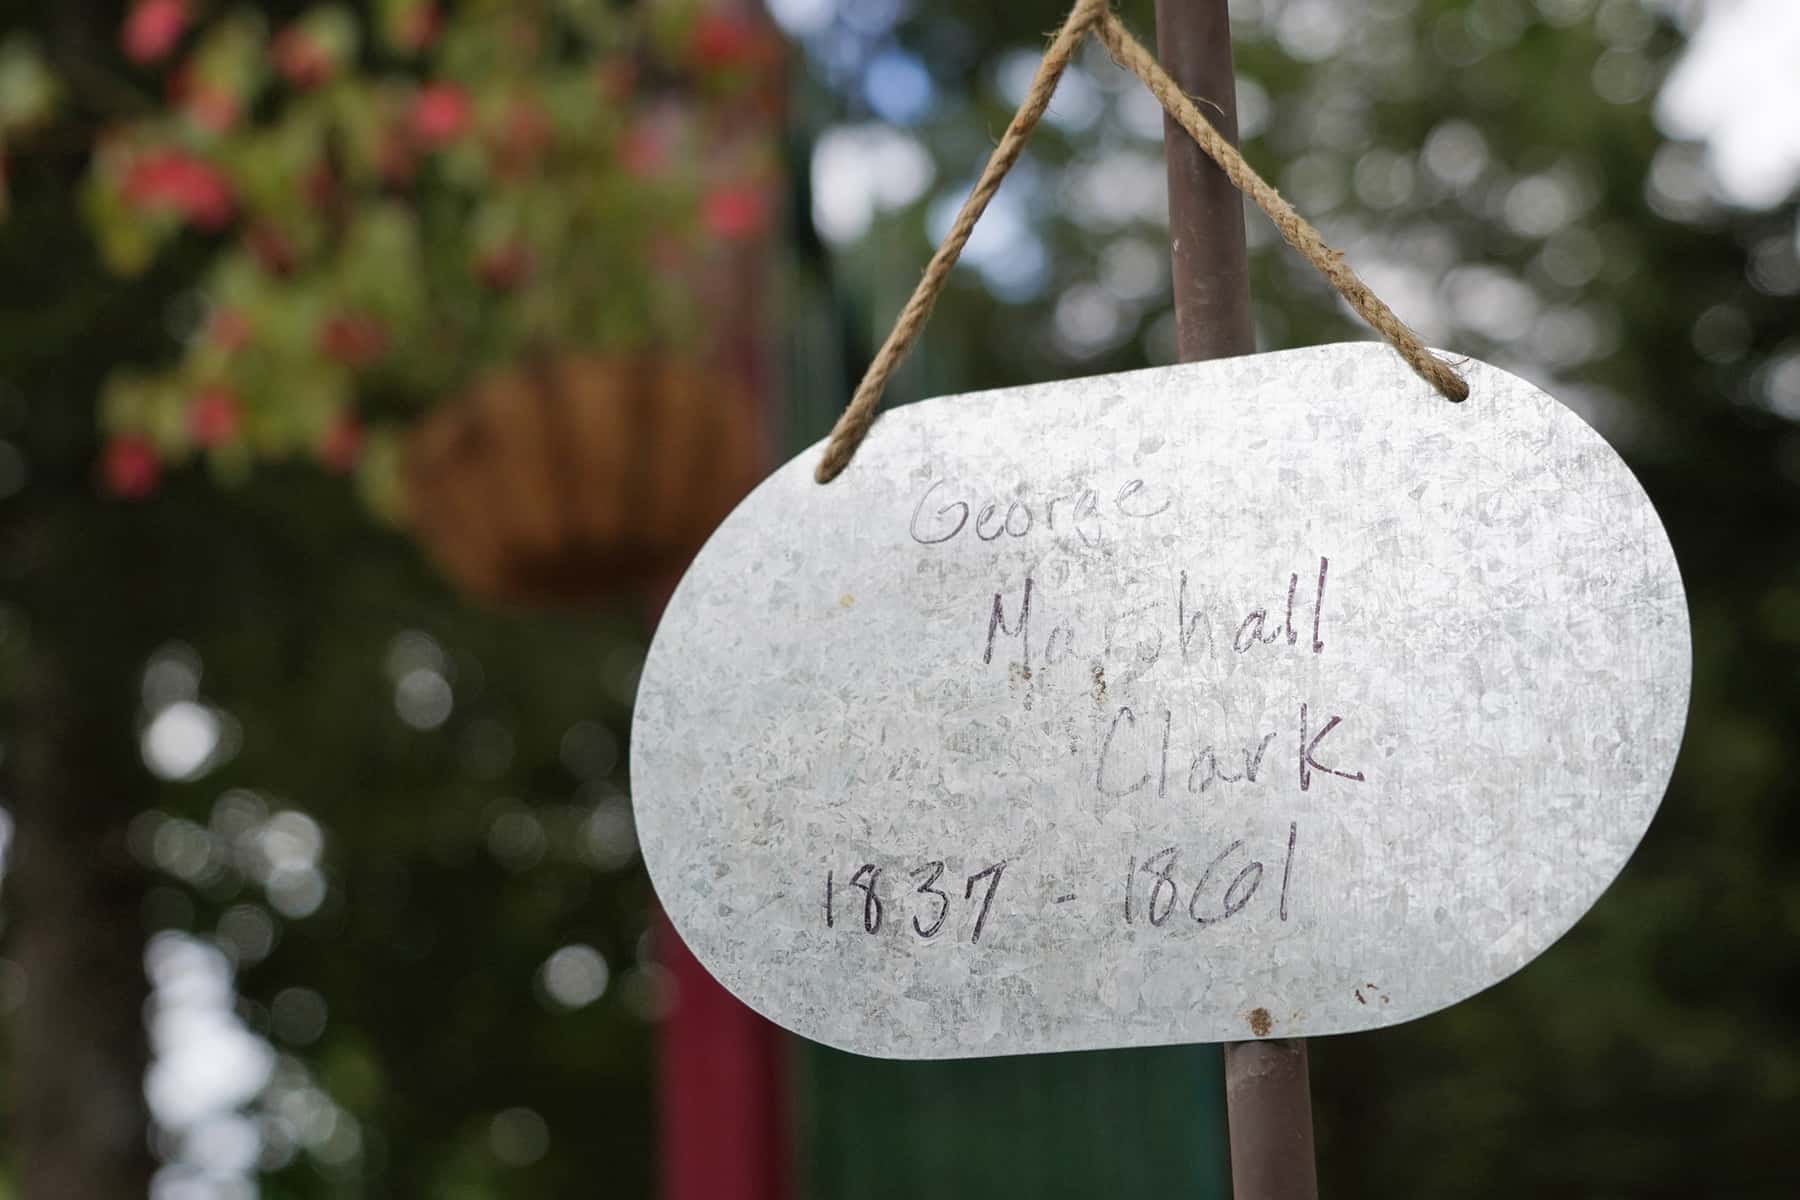 George
Marshall
Clark
1837 - 1861